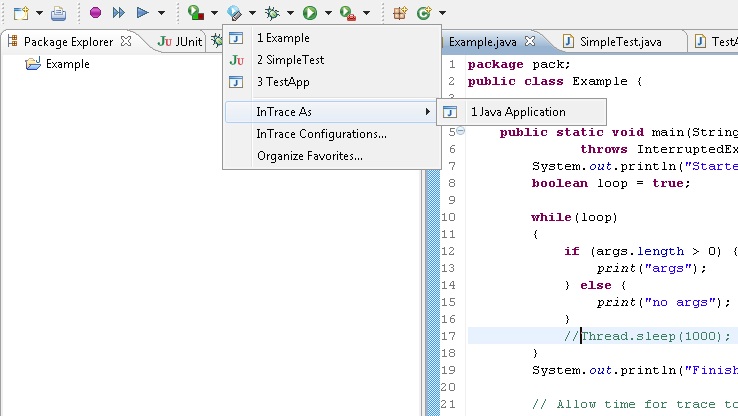 Package Explorer
JUnit
1 Example
2 SimpleTest
3 TestApp
InTrace As
InTrace Configurations...
Organize Favorites...
1 Java Application
Example.java
SimpleTest.java
Example
1 package pack;
2 public class Example {
5 public static void main(String
6 throws InterruptedEx
7 System.out.println("Starte
8 boolean loop = true;
9
10 while(loop)
11 {
12 if (args.length > 0) {
13 print("args");
14 } else {
15 print("no args");
16 }
17 //Thread.sleep(1000);
18 }
19 System.out.println("Finish
20
21 // Allow time for trace to